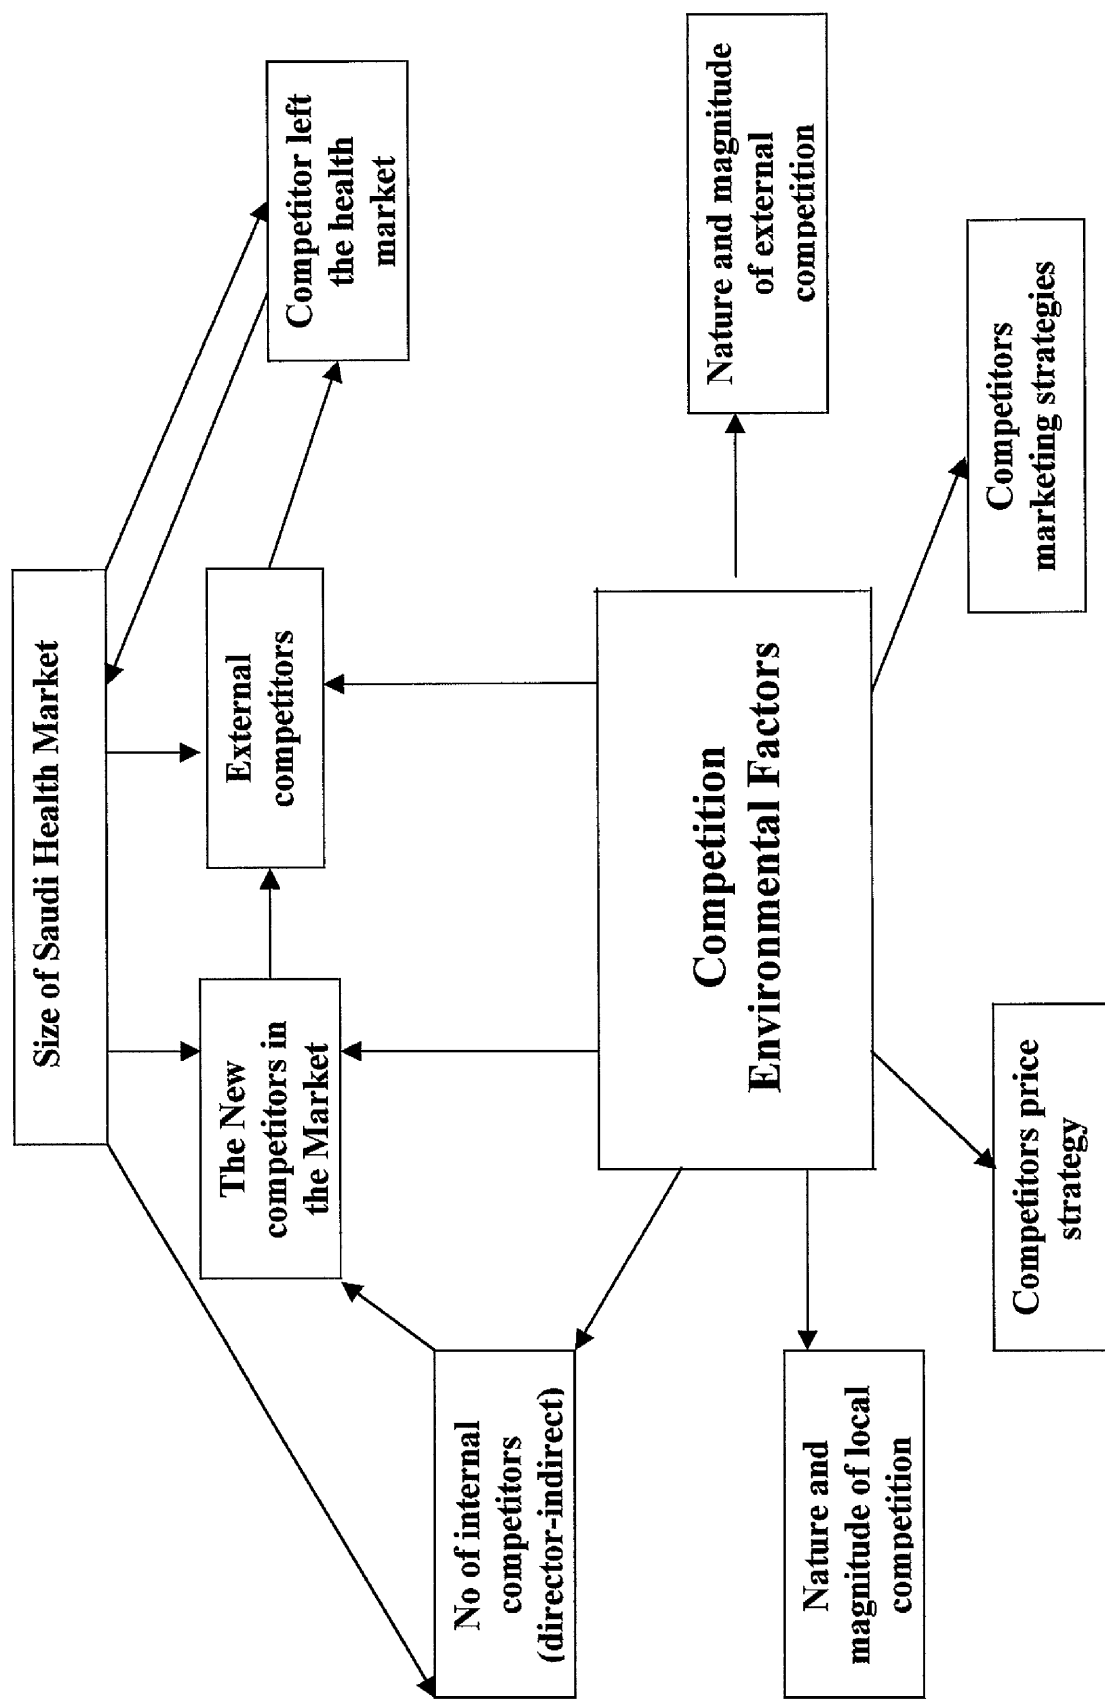 Size of Saudi Health Market
The New
competitors in
the Market
External
competitors
Competitor left
the health
market
No of internal
competitors
(director-indirect)
Competition
Environmental Factors
Nature and magnitude
of external
competition
Nature and
magnitude of local
competition
Competitors price
strategy
Competitors
marketing strategies